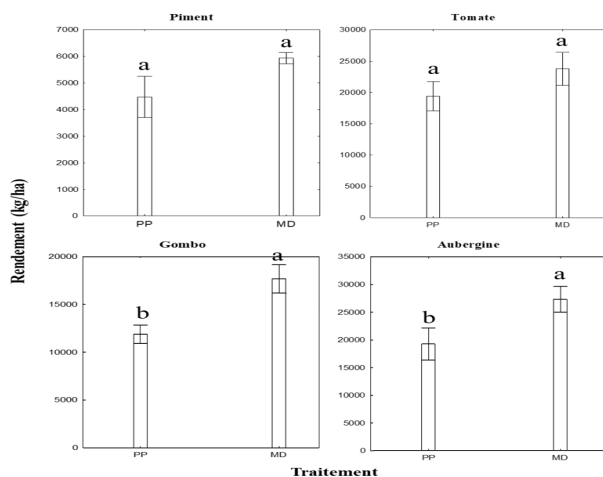 Piment
7000
6000
5000
4000
3000
2000
1000
0
a
a
PP
MD
Tomate
30000
25000
20000
15000
10000
5000
0
a
a
PP
MD
Rendement (kg/ha)
Gombo
20000
15000
10000
5000
0
b
a
PP
MD
Aubergine
35000
30000
25000
20000
15000
10000
5000
0
b
a
PP
MD
Traitement